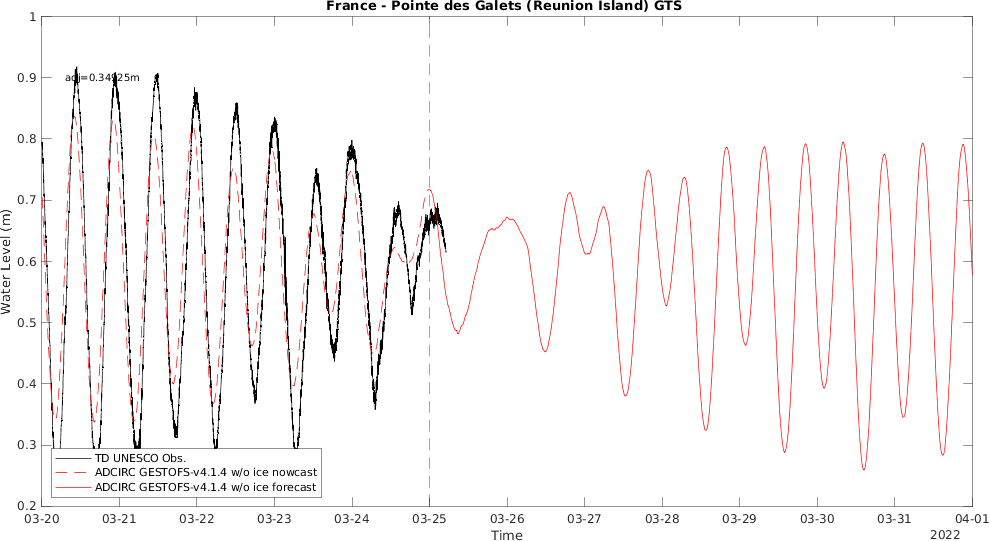 France - Pointe des Galets (Reunion Island) GTS
1
0.9
0.8
0.7
0.6
0.5
0.4
0.3
0.2
Water Level (m)
adj=0.34925m
TD UNESCO Obs.
ADCIRC GESTOFS-v4.1.4 w/o ice nowcast
ADCIRC GESTOFS-v4.1.4 w/o ice forecast
03-20 03-21 03-22 03-23 03-24 03-25 03-26 03-27 03-28 03-29 03-30 03-31 04-01
Time
2022